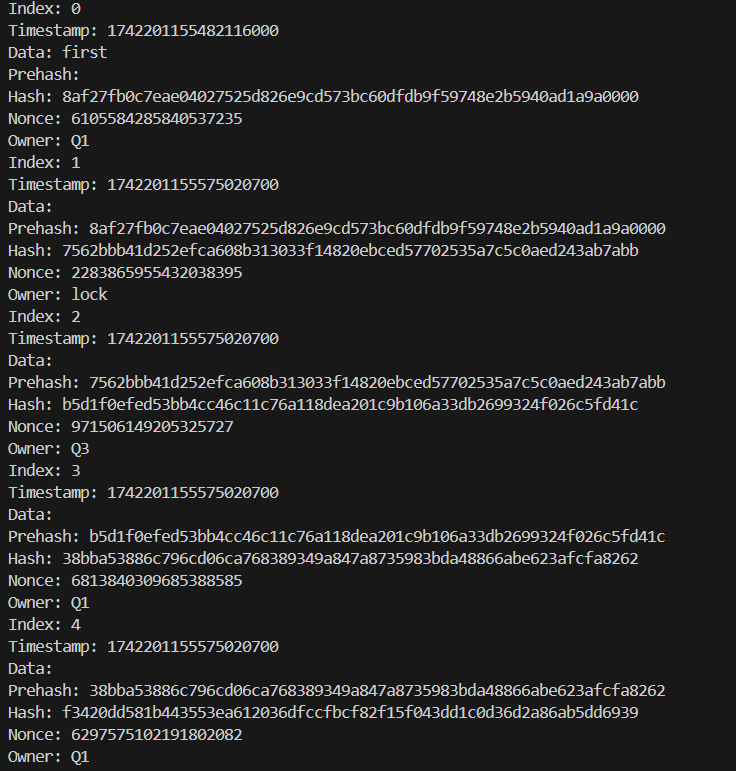 Index: 0
Timestamp: 1742201155482116000
Data: first
Prehash:
Hash: 8af27fb0c7eae04027525d826e9cd573bc60dfdb9f59748e2b5940ad1a9a0000
Nonce: 6105584285840537235
Owner: Q1
Index: 1
Timestamp: 1742201155575020700
Data:
Prehash: 8af27fb0c7eae04027525d826e9cd573bc60dfdb9f59748e2b5940ad1a9a0000
Hash: 7562bbb41d252efca608b313033f14820ebced57702535a7c5c0aed243ab7abb
Nonce: 2283865955432038395
Owner: lock
Index: 2
Timestamp: 1742201155575020700
Data:
Prehash: 7562bbb41d252efca608b313033f14820ebced57702535a7c5c0aed243ab7abb
Hash: b5d1f0efed53bb4cc46c11c76a118dea201c9b106a33db2699324f026c5fd41c
Nonce: 971506149205325727
Owner: Q3
Index: 3
Timestamp: 1742201155575020700
Data:
Prehash: b5d1f0efed53bb4cc46c11c76a118dea201c9b106a33db2699324f026c5fd41c
Hash: 38bba53886c796cd06ca768389349a847a8735983bda48866abe623afcfa8262
Nonce: 6813840309685388585
Owner: Q1
Index: 4
Timestamp: 1742201155575020700
Data:
Prehash: 38bba53886c796cd06ca768389349a847a8735983bda48866abe623afcfa8262
Hash: f3420dd581b443553ea612036dfccfbcf82f15f043dd1c0d36d2a86ab5dd6939
Nonce: 6297575102191802082
Owner: Q1